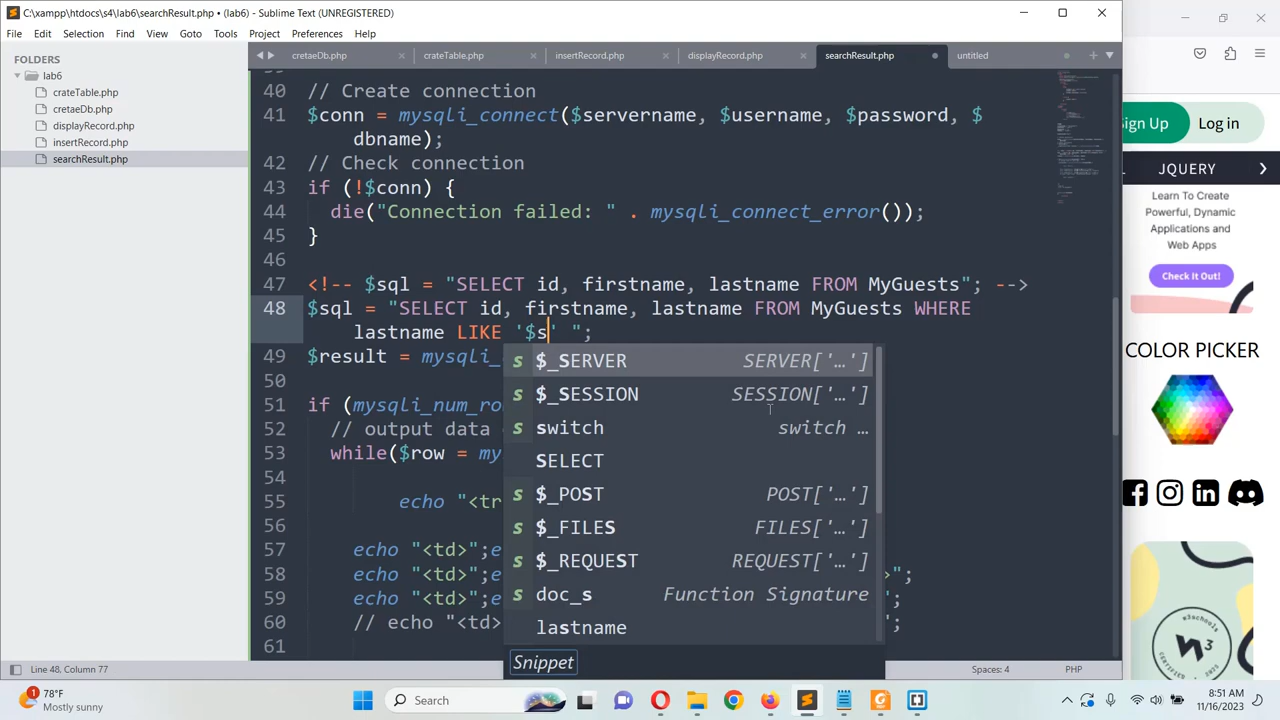 C:\xampp\htdocs\s4\lab6\searchResult.php • (lab6) - Sublime Text (UNREGISTERED)
File Edit Selection Find View Goto Tools Project Preferences Help
FOLDERS
lab6
crateTable.php
cretaeDb.php
displayRecord.php
insertRecord.php
searchResult.php
cretaeDb.php crateTable.php insertRecord.php displayRecord.php searchResult.php untitled
40 // Create connection
41 $conn = mysqli_connect($servername, $username, $password, $
dbname);
42 // Check connection
43 if (!$conn) {
44 die("Connection failed: " . mysqli_connect_error());
45 }
46
47 <!-- $sql = "SELECT id, firstname, lastname FROM MyGuests"; -->
48 $sql = "SELECT id, firstname, lastname FROM MyGuests WHERE
lastname LIKE '$s' ";
49 $result = mysqli_
50
51 if (mysqli_num_ro
52 // output data
53 while($row = my
54
55 echo "<tr
56
57 echo "<td>";e
58 echo "<td>";e >";
59 echo "<td>";e ";
60 // echo "<td> ";
61
s $_SERVER SERVER['…']
s $_SESSION SESSION['…']
s switch switch …
SELECT
s $_POST POST['…']
s $_FILES FILES['…']
s $_REQUEST REQUEST['…']
s doc_s Function Signature
lastname
Snippet
Line 48, Column 77
Spaces: 4
PHP
Sign Up
Log in
L JQUERY
Learn To Create
Powerful, Dynamic
Applications and
Web Apps
Check It Out!
COLOR PICKER
schools
1
78°F
Mostly sunny
Search
8:51 AM
11/16/2023